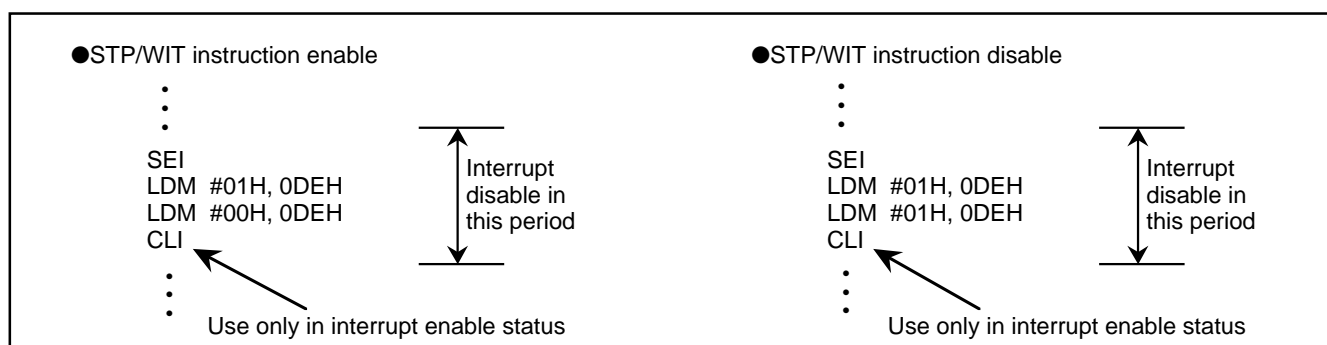 ●STP/WIT instruction enable
SEI
LDM #01H, 0DEH
LDM #00H, 0DEH
CLI
Interrupt
disable in
this period
Use only in interrupt enable status
●STP/WIT instruction disable
SEI
LDM #01H, 0DEH
LDM #01H, 0DEH
CLI
Interrupt
disable in
this period
Use only in interrupt enable status